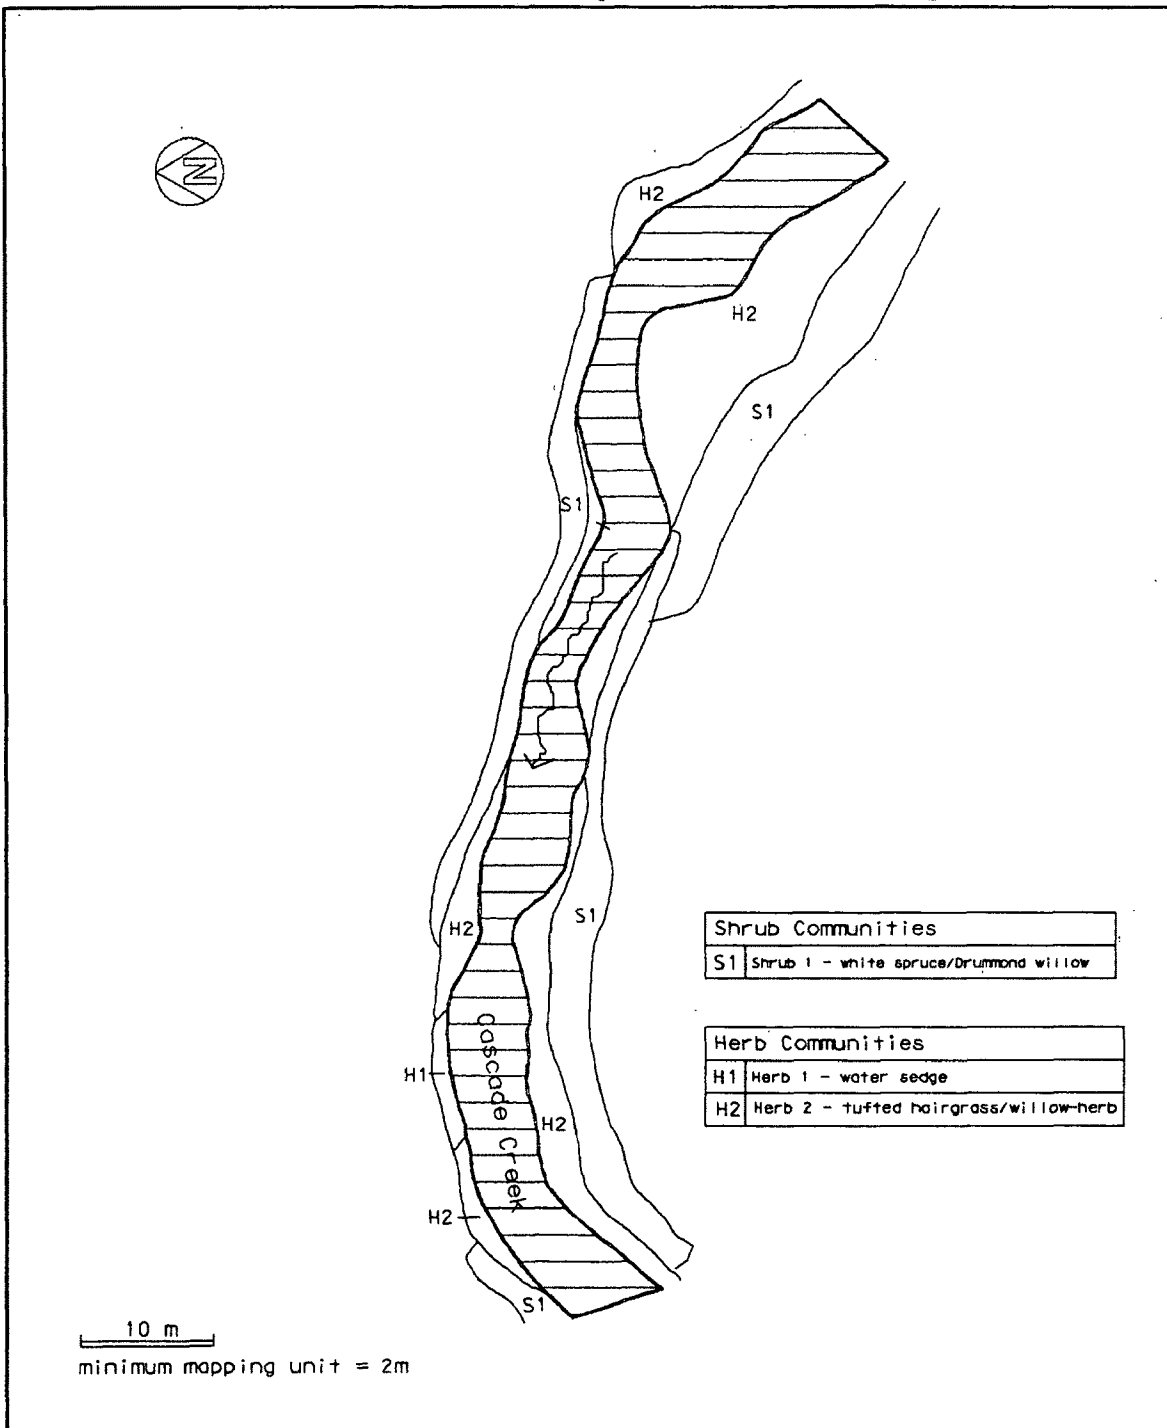 N
H2
H2
S1
S1
H2
S1
Cascade Creek
H1
H2
H2
S1
Shrub Communities
S1 Shrub 1 - white spruce/Drummond willow
Herb Communities
H1 Herb 1 - water sedge
H2 Herb 2 - tufted hairgrass/willow-herb
10 m
minimum mapping unit = 2m